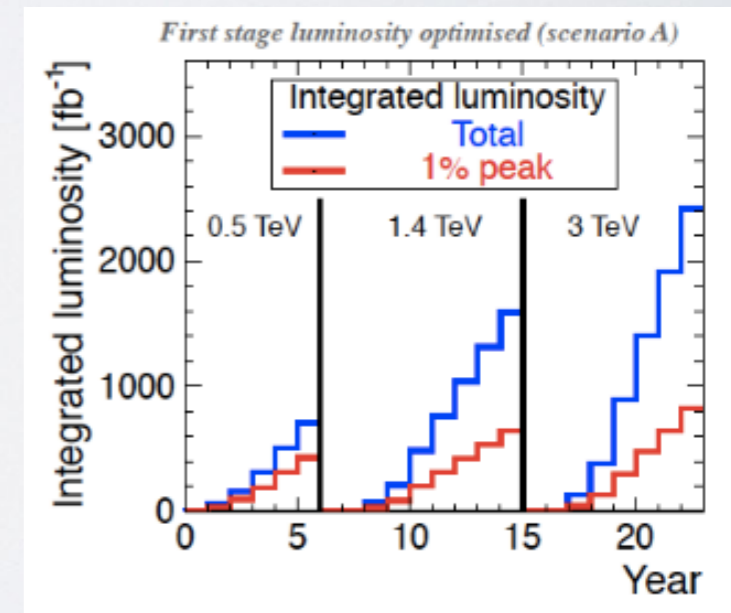 First stage luminosity optimised (scenario A)
Integrated luminosity [fb⁻¹]
Integrated luminosity
Total
1% peak
0.5 TeV
1.4 TeV
3 TeV
3000
2000
1000
0
0 5 10 15 20
Year